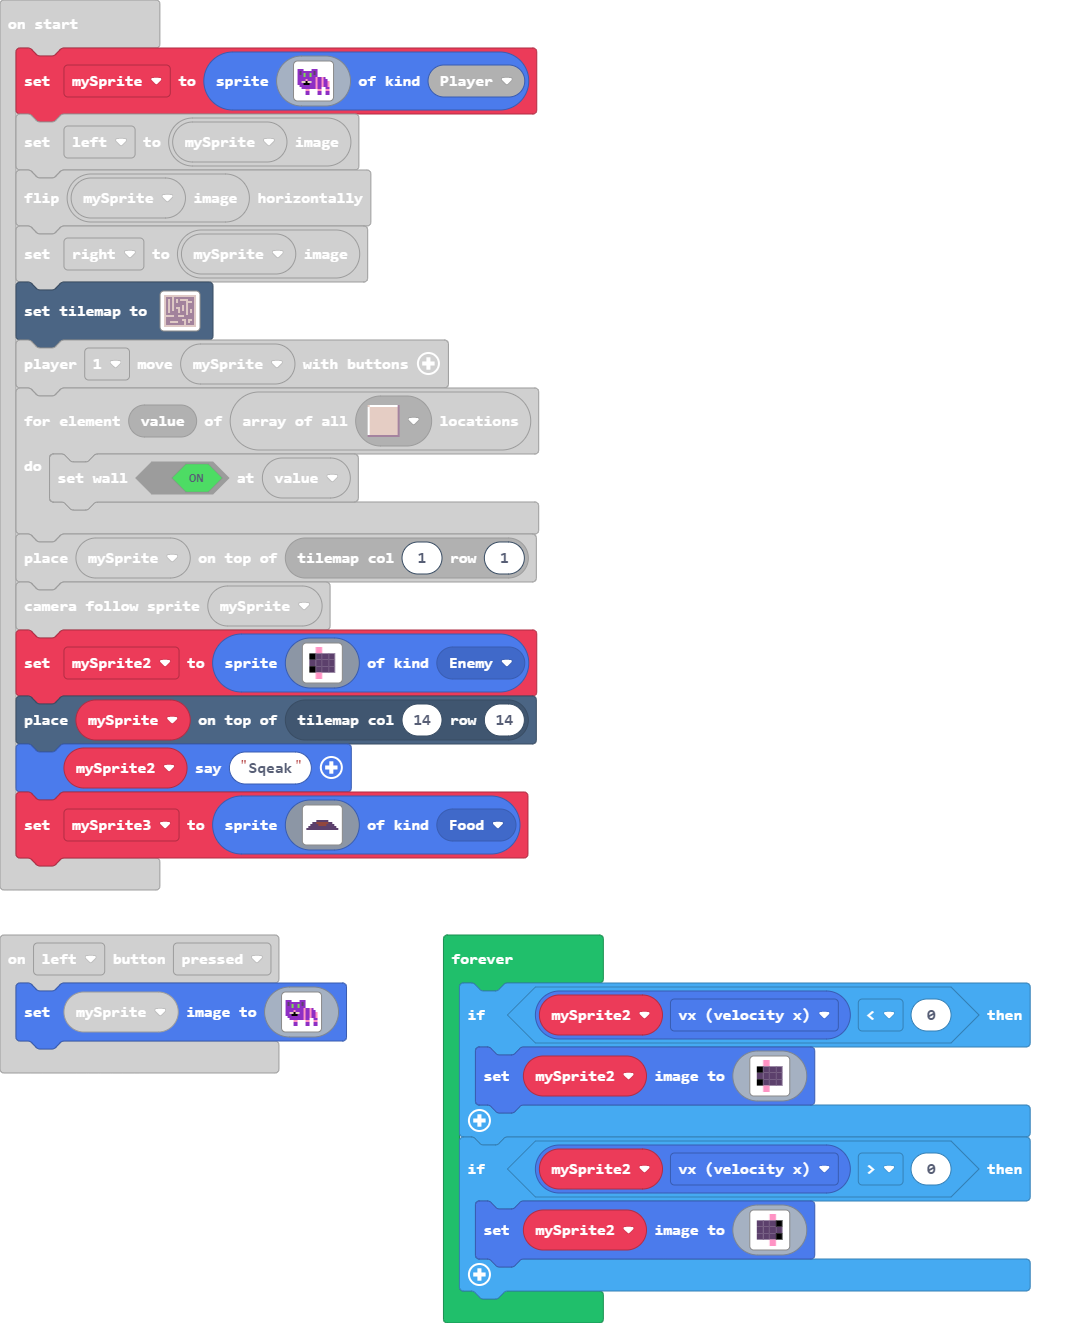 on start
set mySprite to sprite of kind Player
set left to mySprite image
flip mySprite image horizontally
set right to mySprite image
set tilemap to
player 1 move mySprite with buttons
for element value of array of all locations
do
set wall ON at value
place mySprite on top of tilemap col 1 row 1
camera follow sprite mySprite
set mySprite2 to sprite of kind Enemy
place mySprite on top of tilemap col 14 row 14
mySprite2 say "Sqeak"
set mySprite3 to sprite of kind Food
on left button pressed
set mySprite image to
forever
if mySprite2 vx (velocity x) < 0 then
set mySprite2 image to
if mySprite2 vx (velocity x) > 0 then
set mySprite2 image to